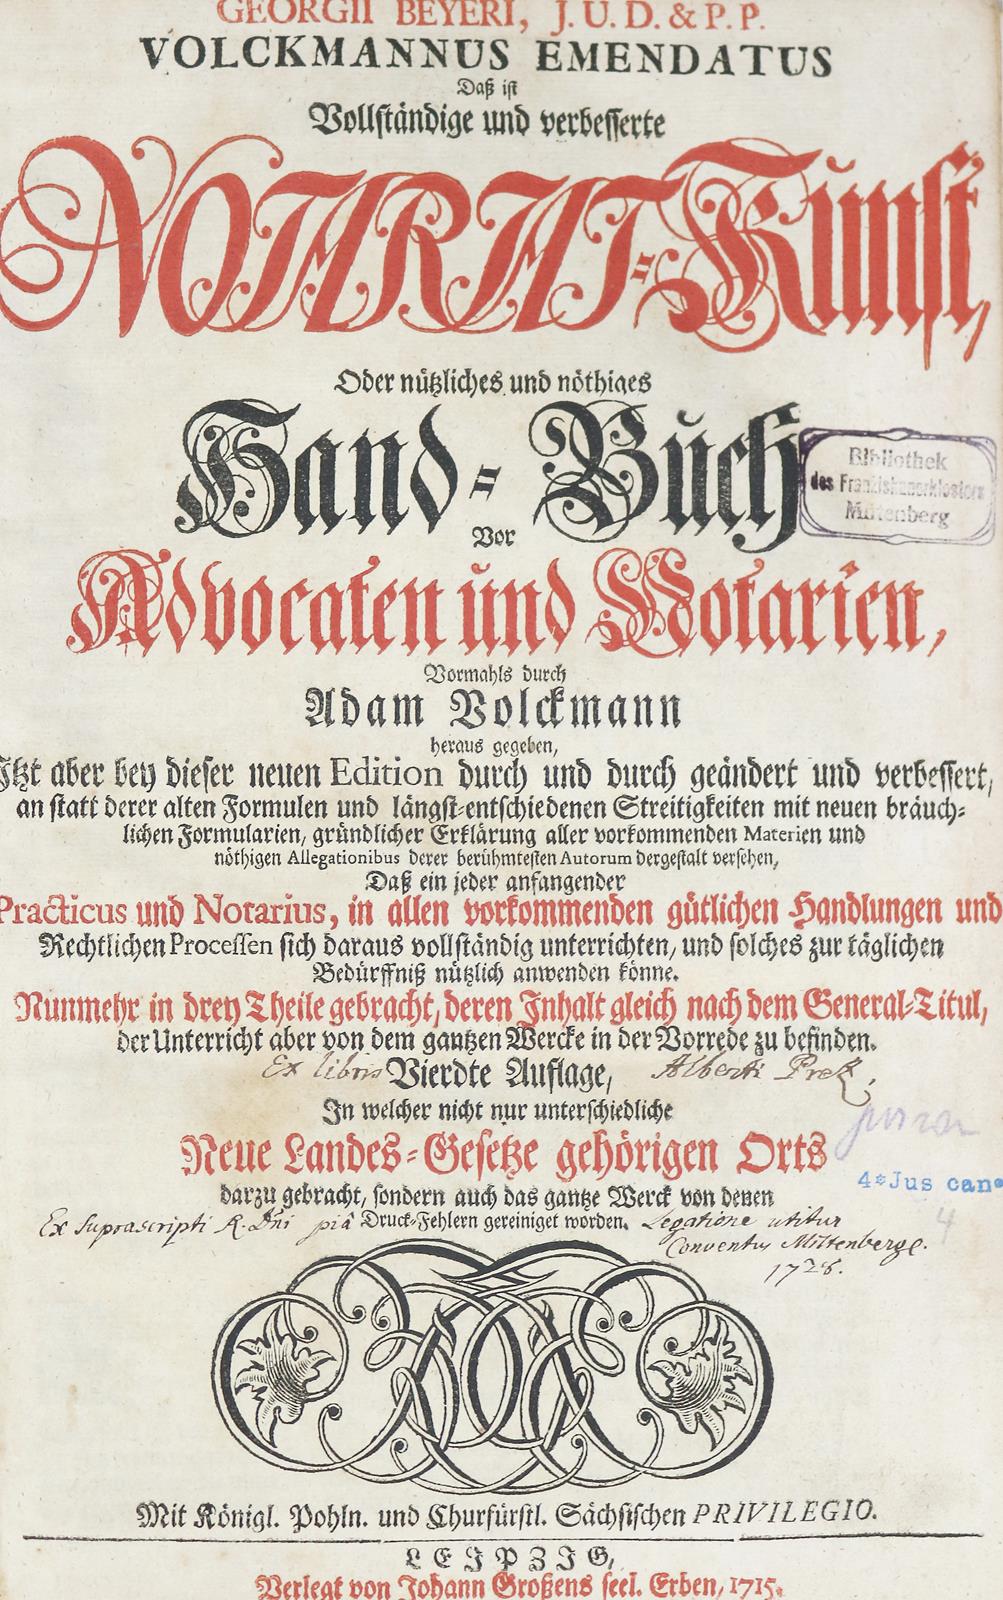 GEORGII BEYERI, J. U. D. & P. P.
VOLCKMANNUS EMENDATUS
Daß ist
Vollständige und verbesserte
NOTARIAT-Kunst,
Oder nützliches und nöthiges
Hand-Buch
Bibliothek
des Franziskanerklosters
Miltenberg
Vor
Advocaten und Notarien,
Vormahls durch
Adam Volckmann
heraus gegeben,
Itzt aber bey dieser neuen Edition durch und durch geändert und verbessert,
an statt derer alten Formulen und längst-entschiedenen Streitigkeiten mit neuen bräuch-
lichen Formularien, gründlicher Erklärung aller vorkommenden Materien und
nöthigen Allegationibus derer berühmtesten Autorum dergestalt versehen,
Daß ein jeder anfangender
Practicus und Notarius, in allen vorkommenden gütlichen Handlungen und
Rechtlichen Processen sich daraus vollständig unterrichten, und solches zur täglichen
Bedürffniß nützlich anwenden könne.
Nunmehr in drey Theile gebracht, deren Inhalt gleich nach dem General-Titul,
der Unterricht aber von dem gantzen Wercke in der Vorrede zu befinden.
Ex libris Vierdte Auflage, Alberti
In welcher nicht nur unterschiedliche
Neue Landes-Gesetze gehörigen Orts
4*Jus can
darzu gebracht, sondern auch das gantze Werck von denen
4
Ex Suprascripti R. Dni piâ Druck-Fehlern gereiniget worden. Legatione utitur
Conventus Miltenberge.
1728.
Mit Königl. Pohln. und Churfürstl. Sächsischen PRIVILEGIO.
LEIPZIG,
Verlegt von Johann Großens seel. Erben, 1715.